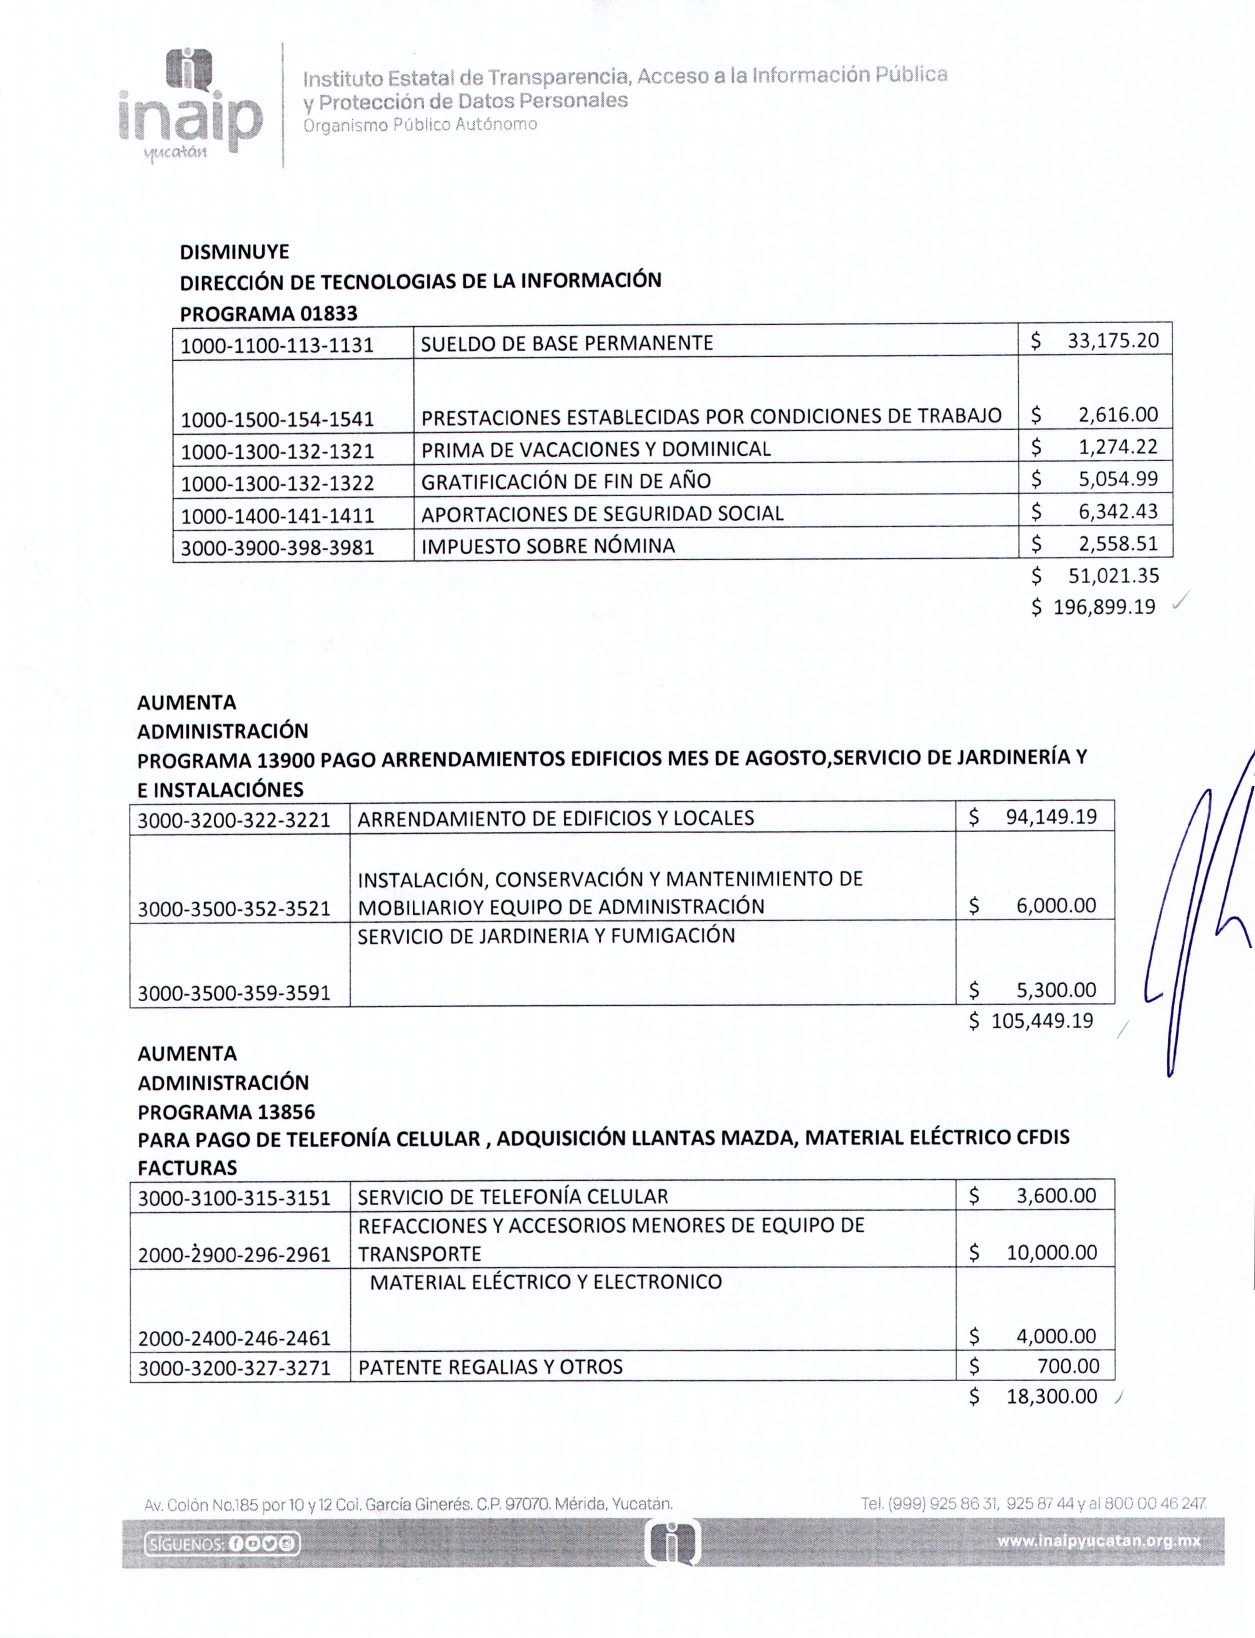 inaip
yucatán
Instituto Estatal de Transparencia, Acceso a la Información Pública
y Protección de Datos Personales
Organismo Público Autónomo
DISMINUYE
DIRECCIÓN DE TECNOLOGIAS DE LA INFORMACIÓN
PROGRAMA 01833
1000-1100-113-1131 SUELDO DE BASE PERMANENTE $ 33,175.20
1000-1500-154-1541 PRESTACIONES ESTABLECIDAS POR CONDICIONES DE TRABAJO $ 2,616.00
1000-1300-132-1321 PRIMA DE VACACIONES Y DOMINICAL $ 1,274.22
1000-1300-132-1322 GRATIFICACIÓN DE FIN DE AÑO $ 5,054.99
1000-1400-141-1411 APORTACIONES DE SEGURIDAD SOCIAL $ 6,342.43
3000-3900-398-3981 IMPUESTO SOBRE NÓMINA $ 2,558.51
$ 51,021.35
$ 196,899.19
AUMENTA
ADMINISTRACIÓN
PROGRAMA 13900 PAGO ARRENDAMIENTOS EDIFICIOS MES DE AGOSTO,SERVICIO DE JARDINERÍA Y
E INSTALACIÓNES
3000-3200-322-3221 ARRENDAMIENTO DE EDIFICIOS Y LOCALES $ 94,149.19
INSTALACIÓN, CONSERVACIÓN Y MANTENIMIENTO DE
3000-3500-352-3521 MOBILIARIOY EQUIPO DE ADMINISTRACIÓN $ 6,000.00
SERVICIO DE JARDINERIA Y FUMIGACIÓN
3000-3500-359-3591 $ 5,300.00
$ 105,449.19
AUMENTA
ADMINISTRACIÓN
PROGRAMA 13856
PARA PAGO DE TELEFONÍA CELULAR , ADQUISICIÓN LLANTAS MAZDA, MATERIAL ELÉCTRICO CFDIS
FACTURAS
3000-3100-315-3151 SERVICIO DE TELEFONÍA CELULAR $ 3,600.00
REFACCIONES Y ACCESORIOS MENORES DE EQUIPO DE
2000-2900-296-2961 TRANSPORTE $ 10,000.00
MATERIAL ELÉCTRICO Y ELECTRONICO
2000-2400-246-2461 $ 4,000.00
3000-3200-327-3271 PATENTE REGALIAS Y OTROS $ 700.00
$ 18,300.00
Av. Colón No.185 por 10 y 12 Col. García Ginerés. C.P. 97070. Mérida, Yucatán. Tel. (999) 925 86 31, 925 87 44 y al 800 00 46 247.
SÍGUENOS: www.inaipyucatan.org.mx